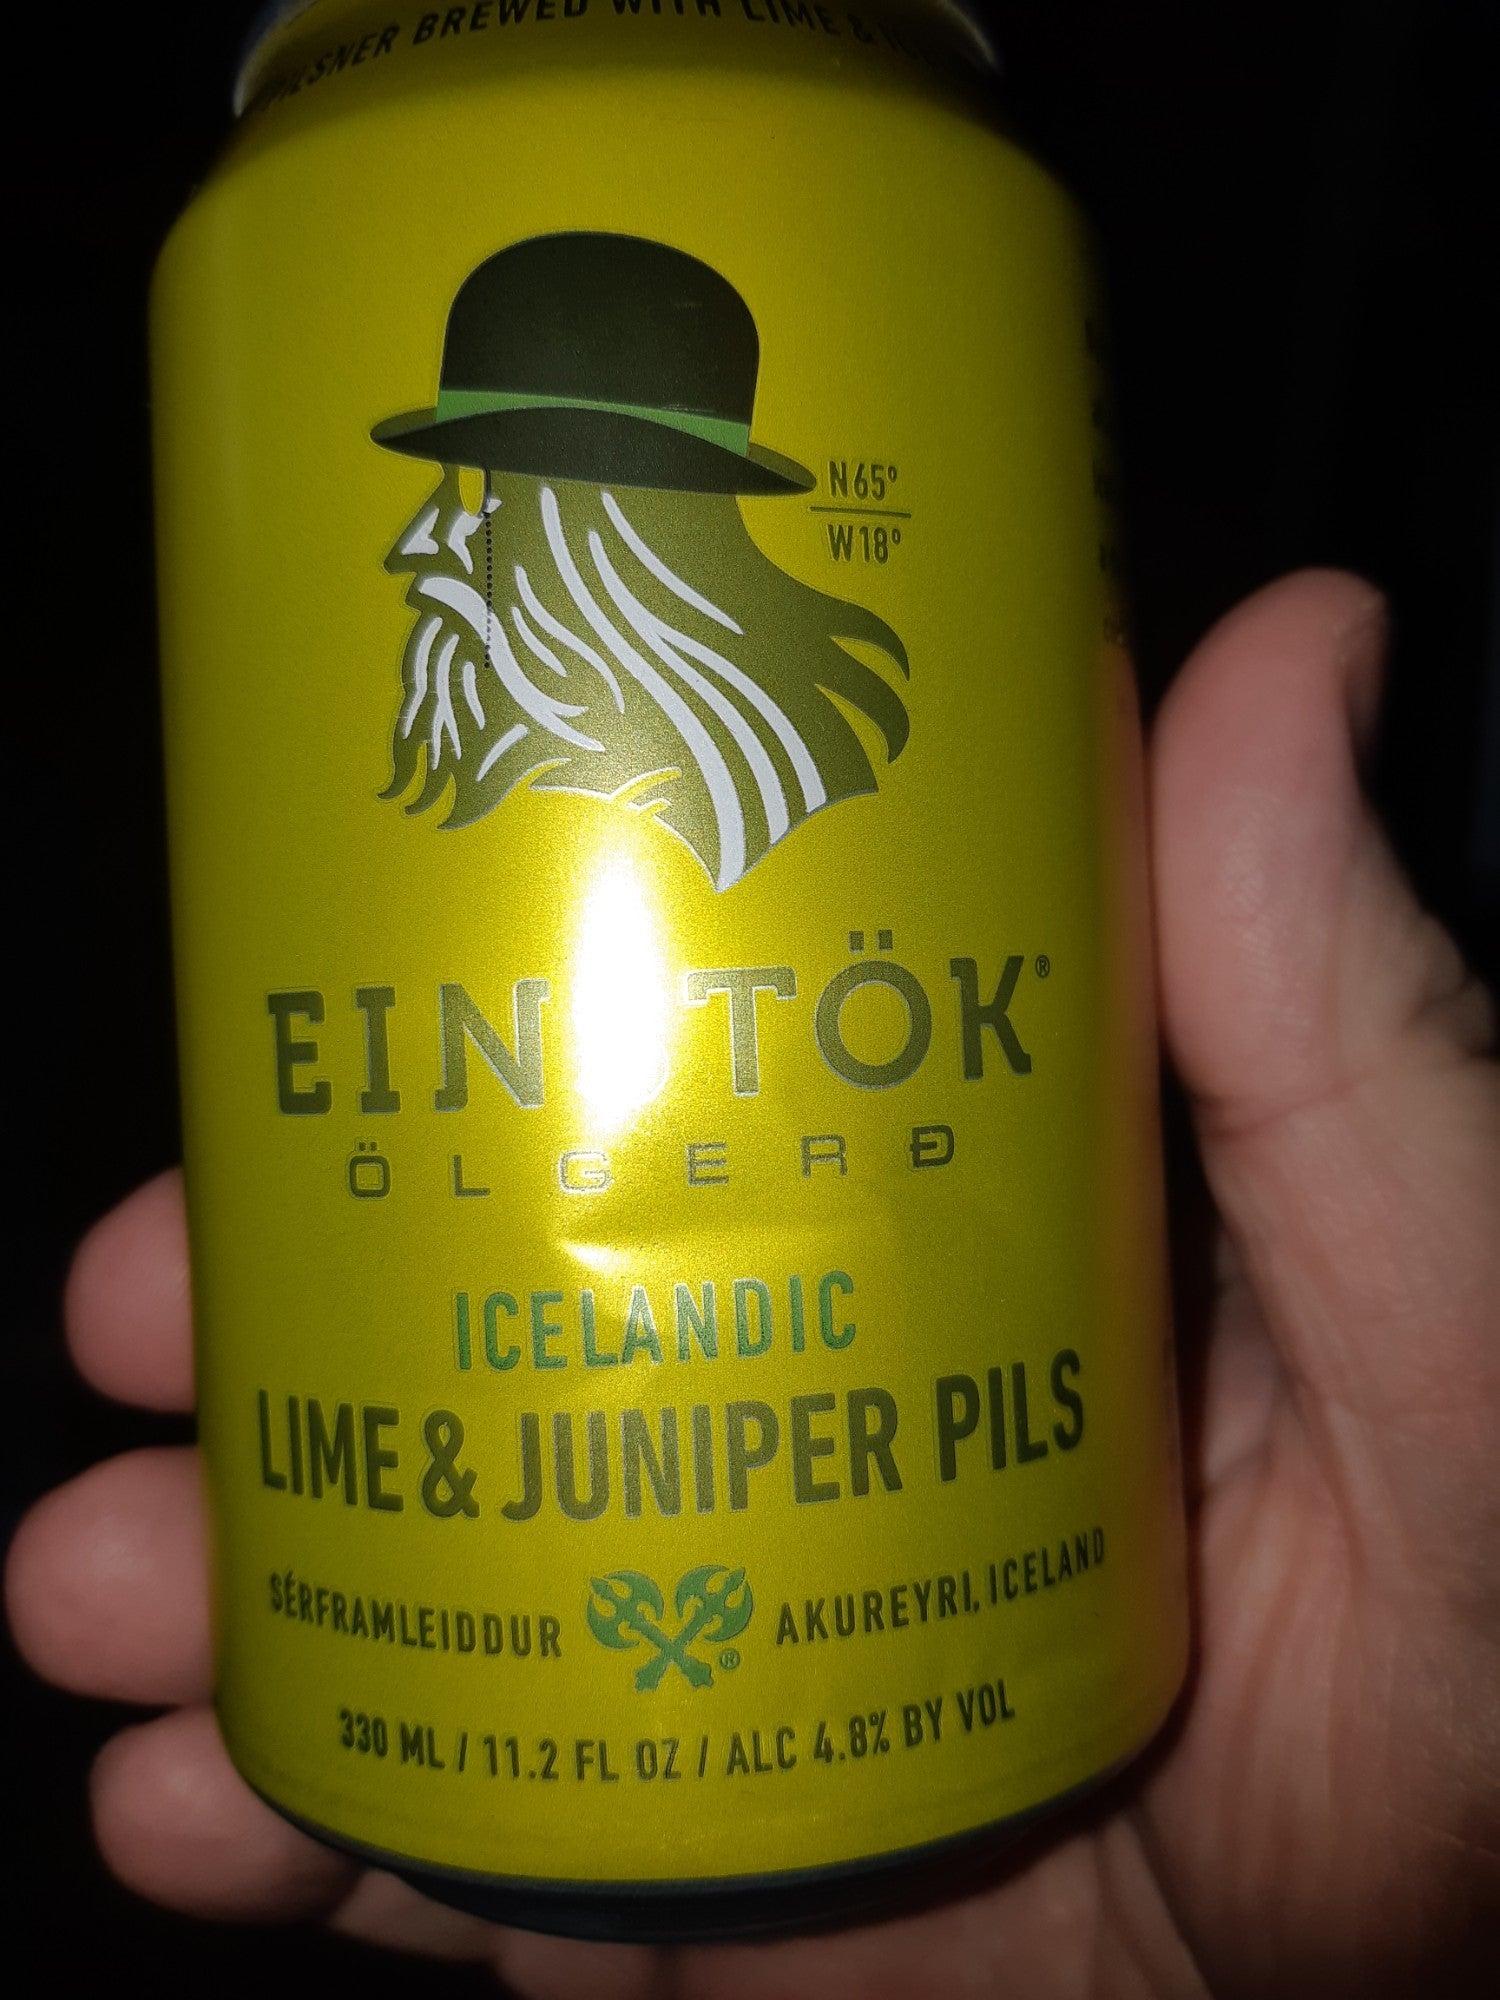 PILSNER BREWED WITH LIME &
N65°
W18°
EINSTÖK®
ÖLGERÐ
ICELANDIC
LIME & JUNIPER PILS
SÉRFRAMLEIDDUR ® AKUREYRI, ICELAND
330 ML / 11.2 FL OZ / ALC 4.8% BY VOL